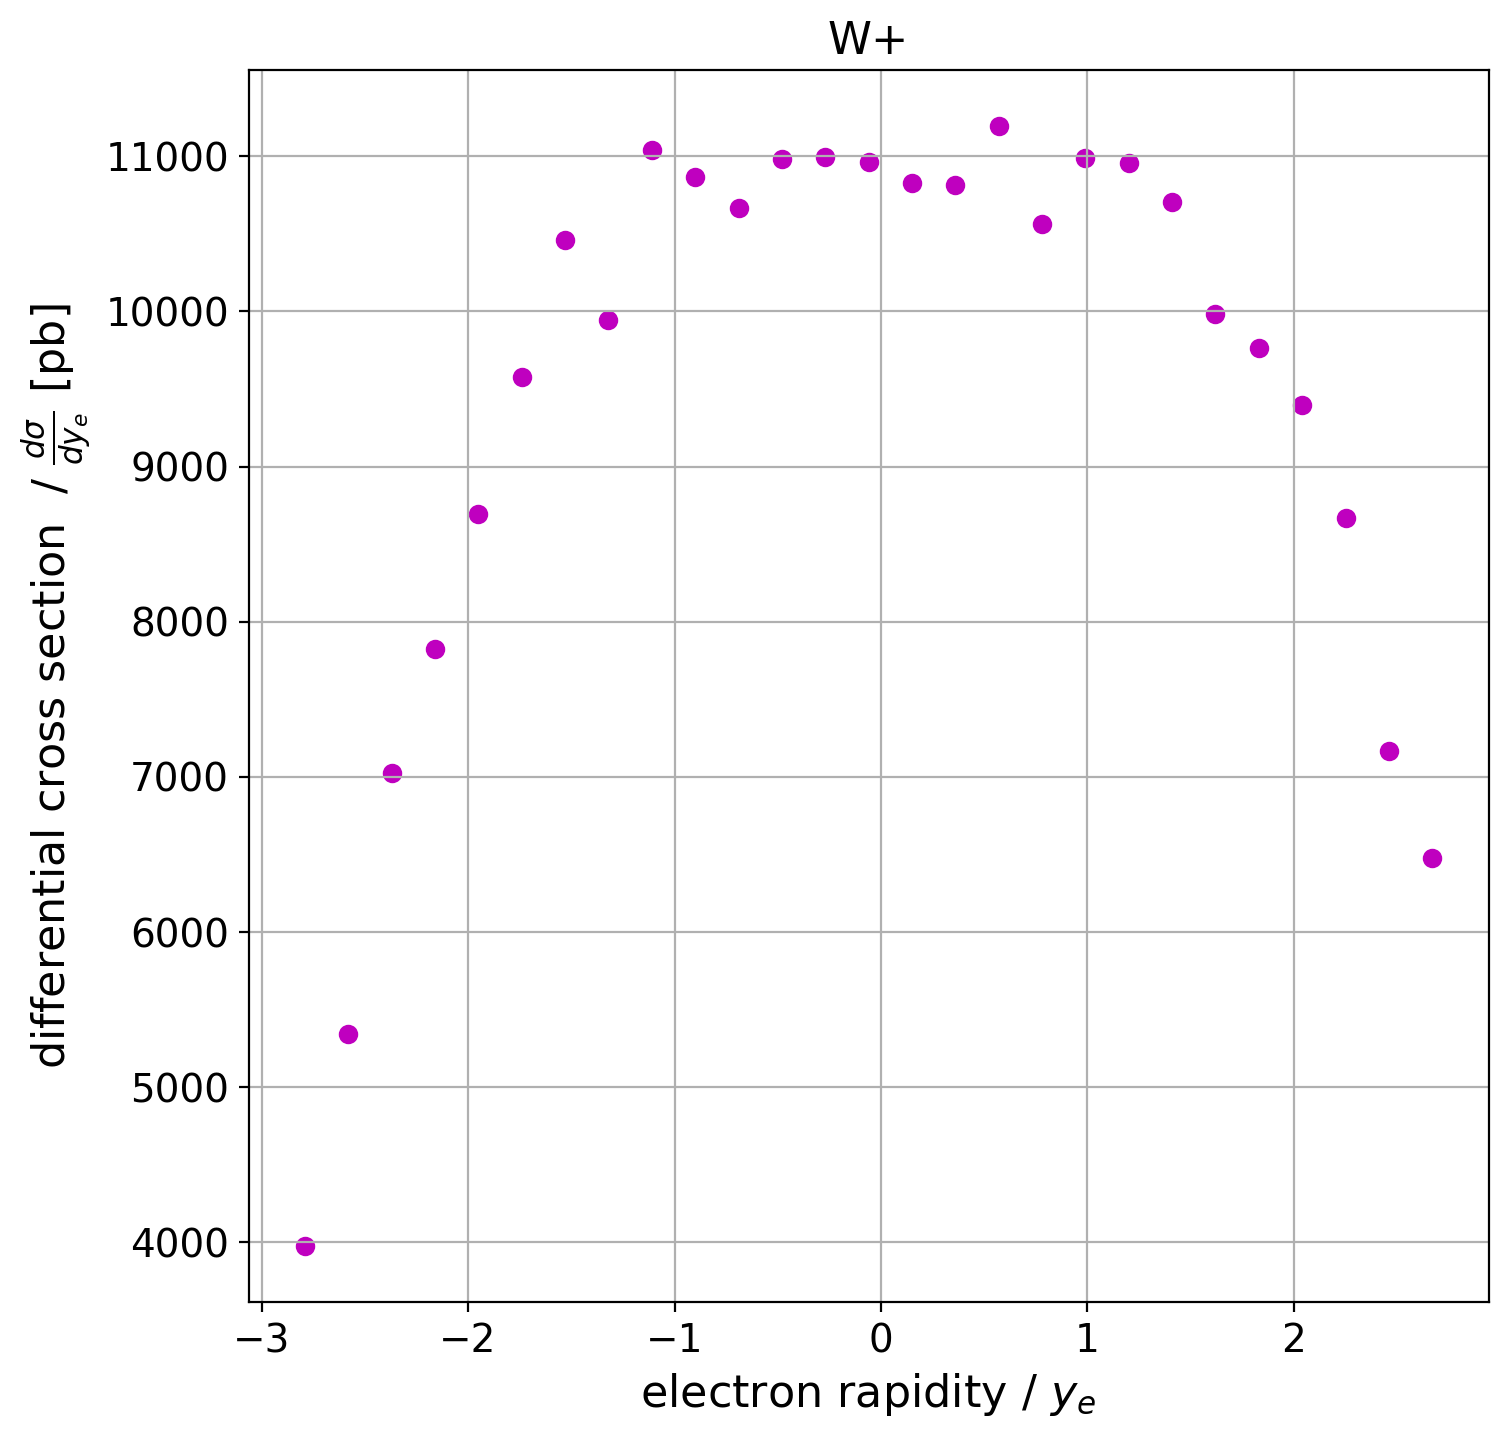 W+
differential cross section / dσ/dy_e [pb]
11000
10000
9000
8000
7000
6000
5000
4000
−3 −2 −1 0 1 2
electron rapidity / y_e